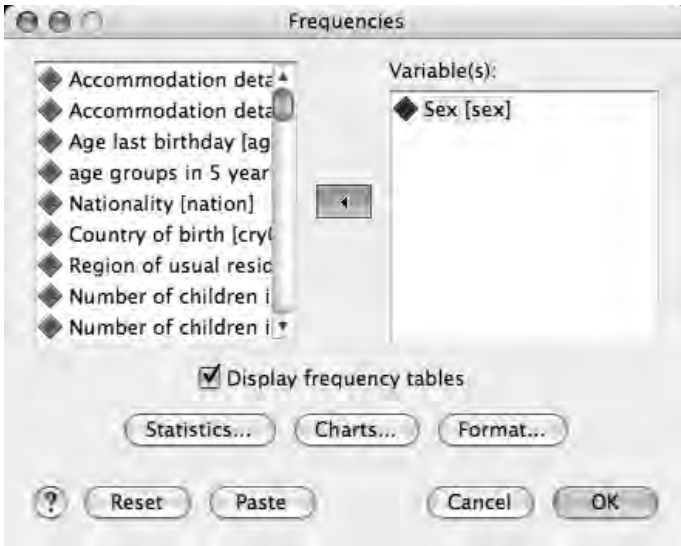 Frequencies
Accommodation deta
Accommodation deta
Age last birthday [ag
age groups in 5 year
Nationality [nation]
Country of birth [cry
Region of usual resid
Number of children i
Number of children i
Variable(s):
Sex [sex]
Display frequency tables
Statistics...
Charts...
Format...
?
Reset
Paste
Cancel
OK